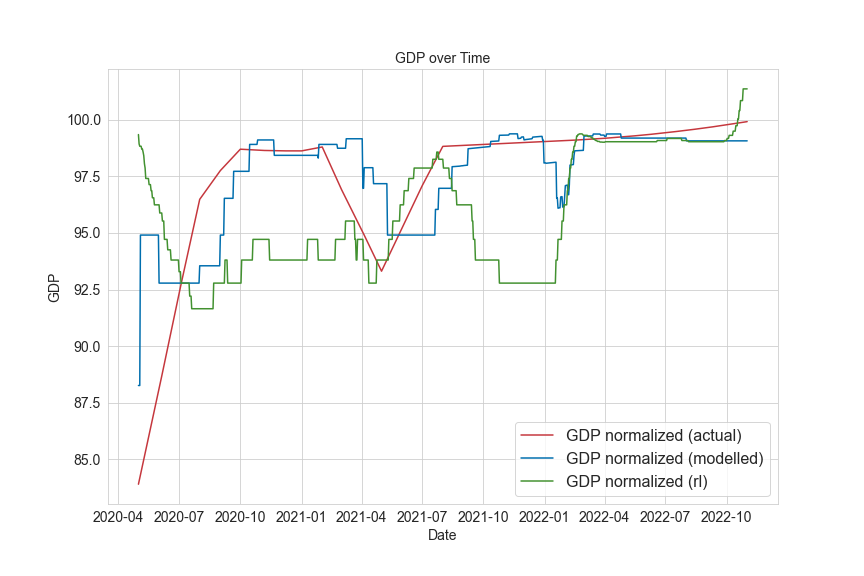 GDP over Time
100.0
97.5
95.0
92.5
90.0
87.5
85.0
GDP
GDP normalized (actual)
GDP normalized (modelled)
GDP normalized (rl)
2020-04 2020-07 2020-10 2021-01 2021-04 2021-07 2021-10 2022-01 2022-04 2022-07 2022-10
Date